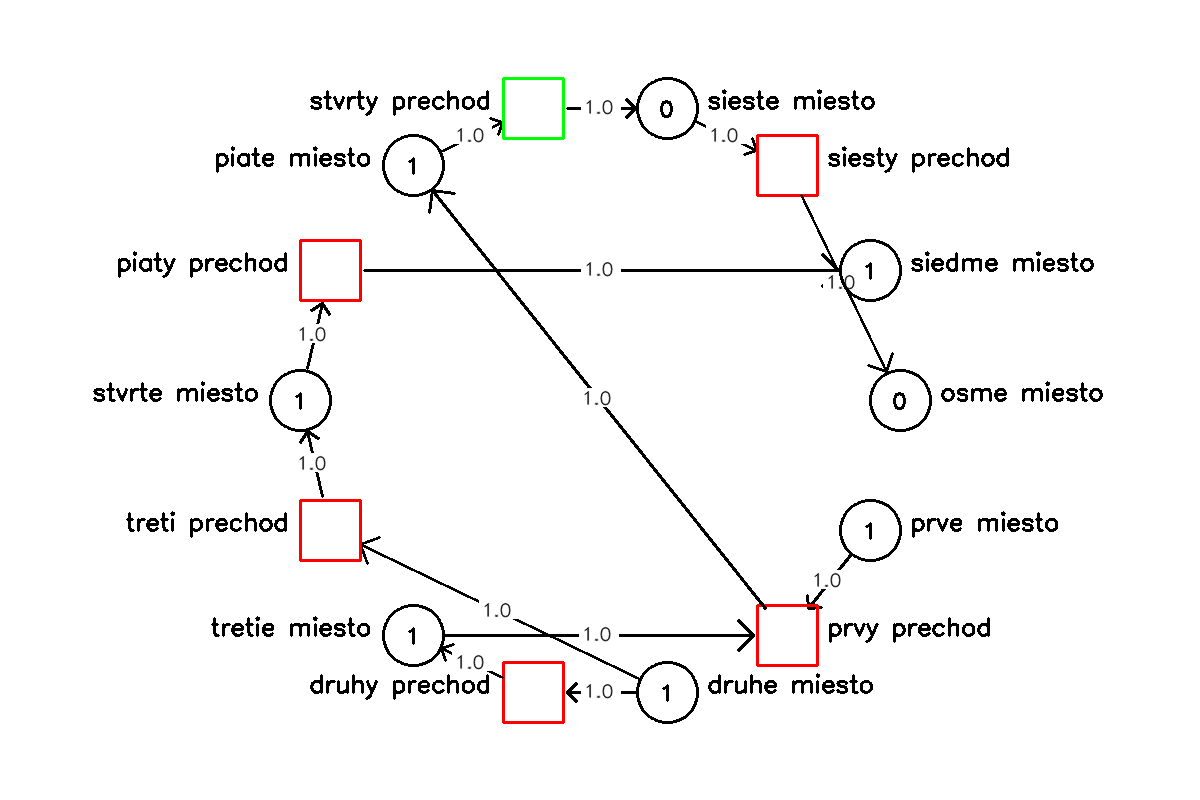 stvrty prechod
1.0
0
sieste miesto
piate miesto
1
1.0
1.0
siesty prechod
piaty prechod
1.0
1
siedme miesto
1.0
1.0
stvrte miesto
1
1.0
0
osme miesto
1.0
treti prechod
1
prve miesto
1.0
1.0
tretie miesto
1
1.0
prvy prechod
1.0
druhy prechod
1.0
1
druhe miesto